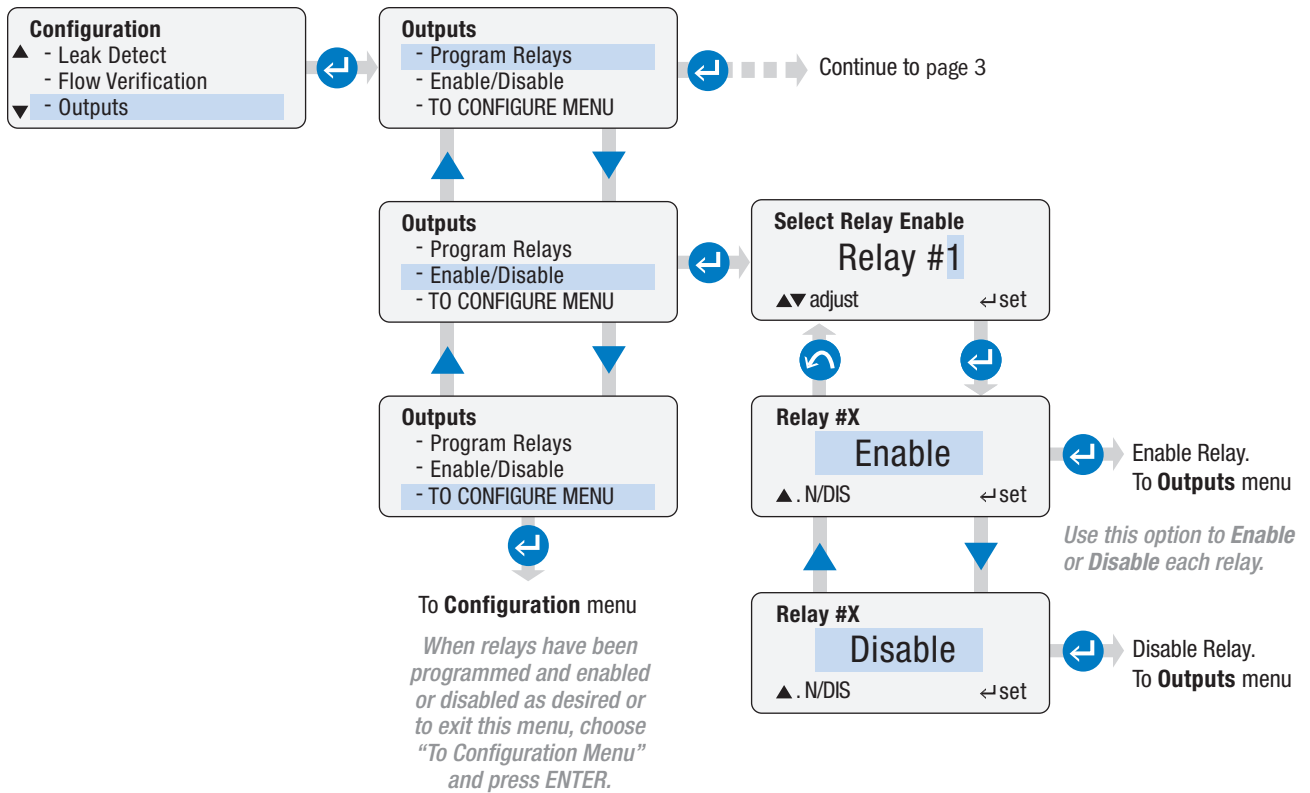 Configuration
▲ - Leak Detect
- Flow Verification
▼ - Outputs
Outputs
- Program Relays
- Enable/Disable
- TO CONFIGURE MENU
Continue to page 3
Outputs
- Program Relays
- Enable/Disable
- TO CONFIGURE MENU
Select Relay Enable
Relay #1
▲▼ adjust ↵ set
Outputs
- Program Relays
- Enable/Disable
- TO CONFIGURE MENU
Relay #X
Enable
▲ . N/DIS ↵ set
Enable Relay.
To Outputs menu
Use this option to Enable
or Disable each relay.
To Configuration menu
When relays have been
programmed and enabled
or disabled as desired or
to exit this menu, choose
“To Configuration Menu”
and press ENTER.
Relay #X
Disable
▲ . N/DIS ↵ set
Disable Relay.
To Outputs menu